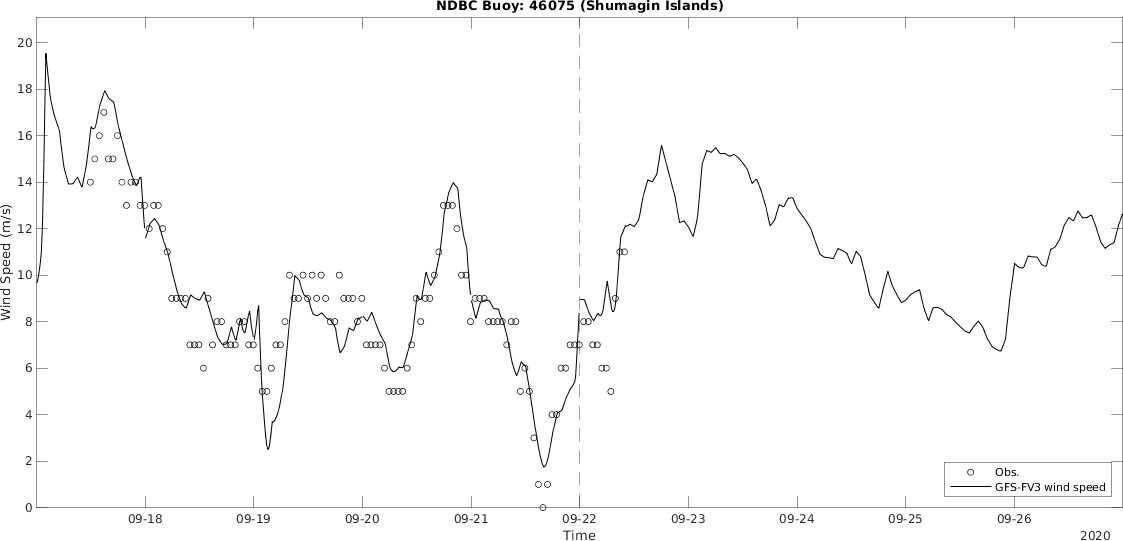 NDBC Buoy: 46075 (Shumagin Islands)
20
18
16
14
12
10
8
6
4
2
0
Wind Speed (m/s)
Obs.
GFS-FV3 wind speed
09-18 09-19 09-20 09-21 09-22 09-23 09-24 09-25 09-26
Time
2020